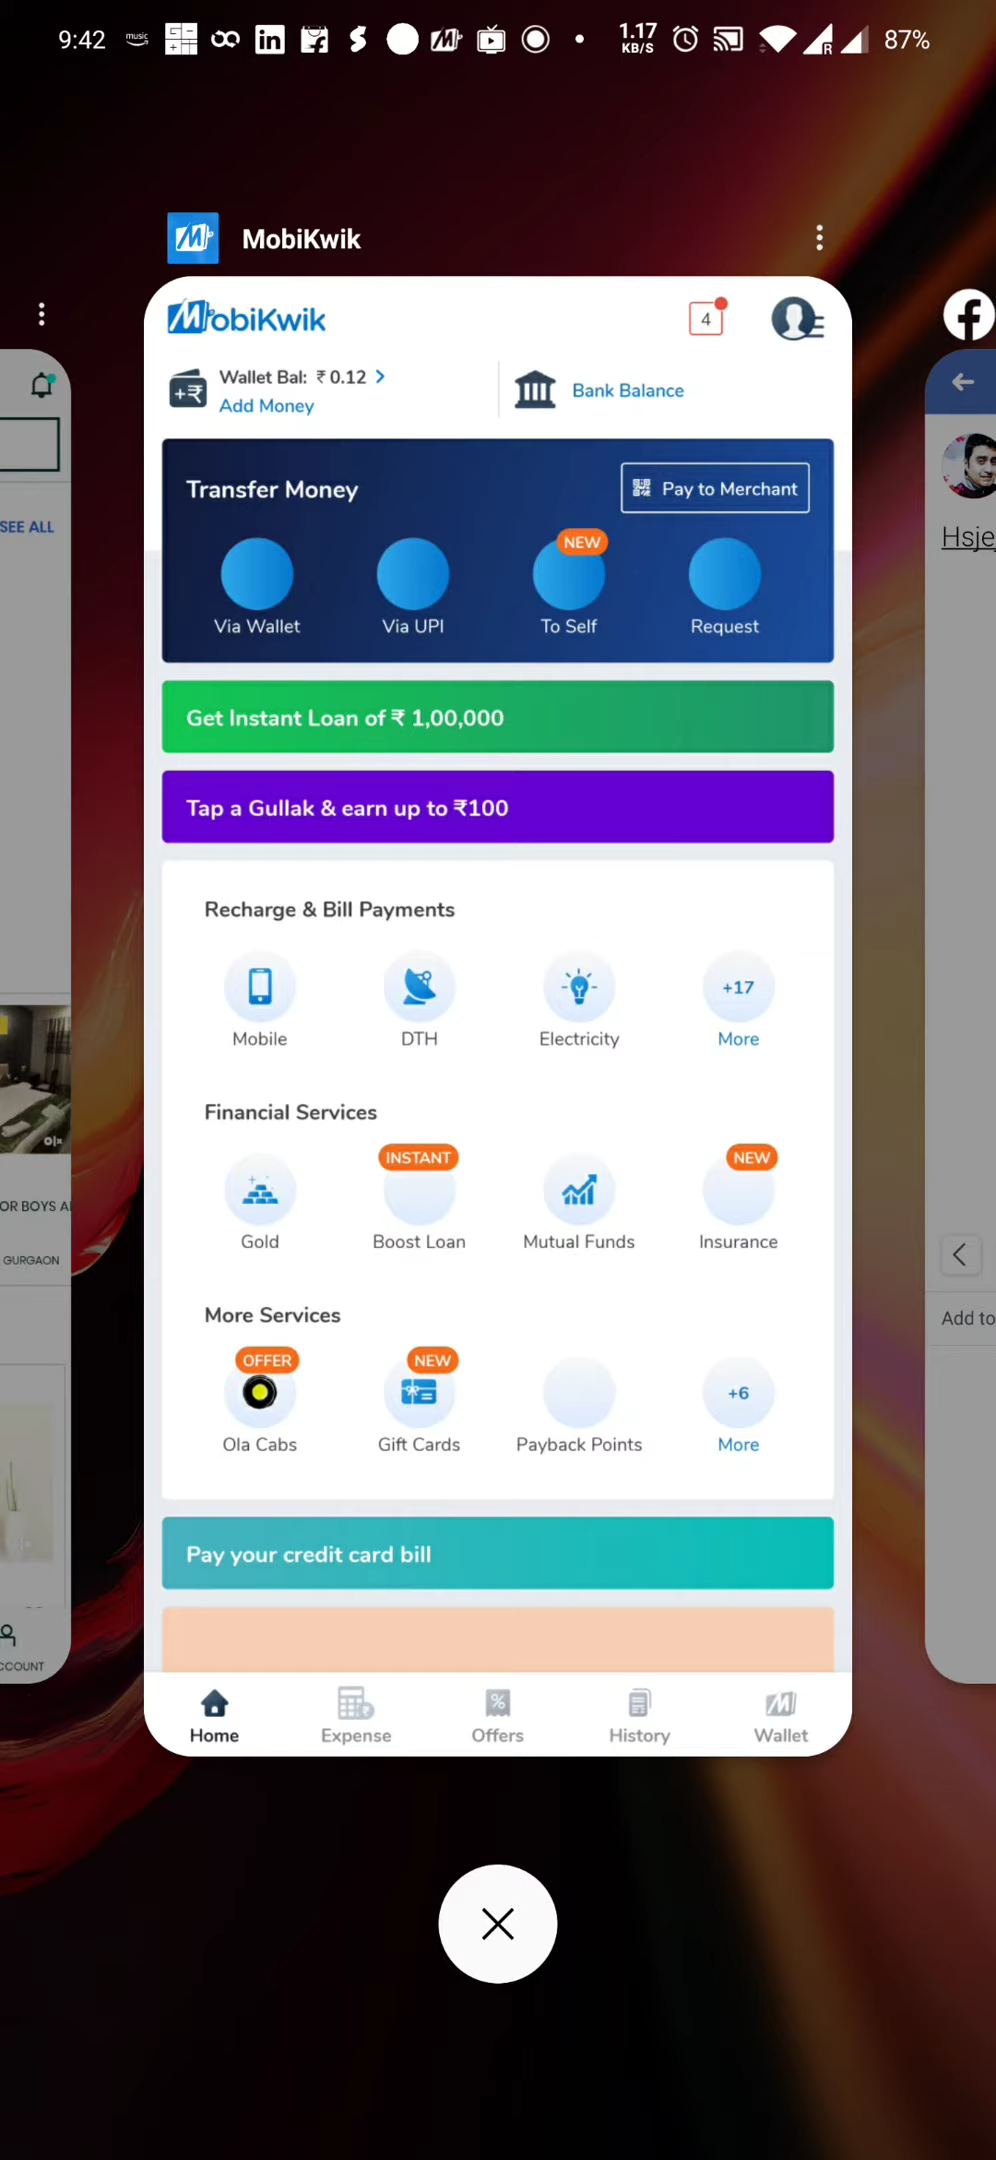 9:42
music
1.17
KB/S
R
87%
MobiKwik
MobiKwik
4
Wallet Bal: ₹ 0.12
Add Money
Bank Balance
Transfer Money
Pay to Merchant
NEW
Via Wallet
Via UPI
To Self
Request
Get Instant Loan of ₹ 1,00,000
Tap a Gullak & earn up to ₹100
Recharge & Bill Payments
+17
Mobile
DTH
Electricity
More
Financial Services
INSTANT
NEW
Gold
Boost Loan
Mutual Funds
Insurance
More Services
OFFER
NEW
+6
Ola Cabs
Gift Cards
Payback Points
More
Pay your credit card bill
Home
Expense
Offers
History
Wallet
SEE ALL
olx
OR BOYS A
GURGAON
CCOUNT
Hsje
Add to